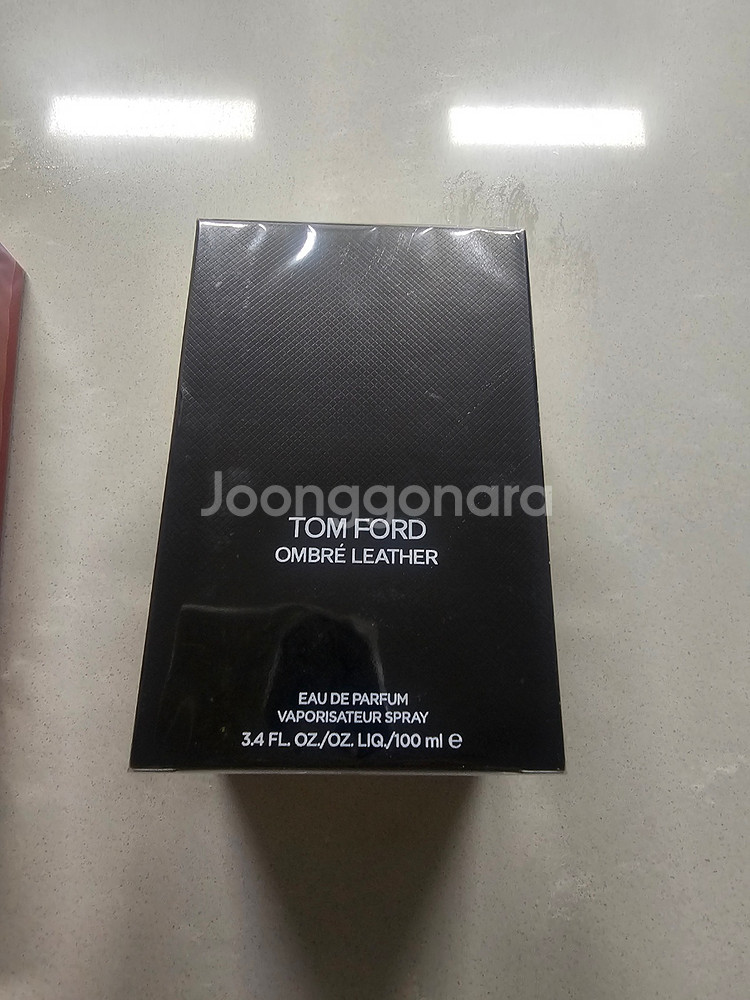 Joonggonara
TOM FORD
OMBRÉ LEATHER
EAU DE PARFUM
VAPORISATEUR SPRAY
3.4 FL. OZ./OZ. LIQ./100 ml ℮